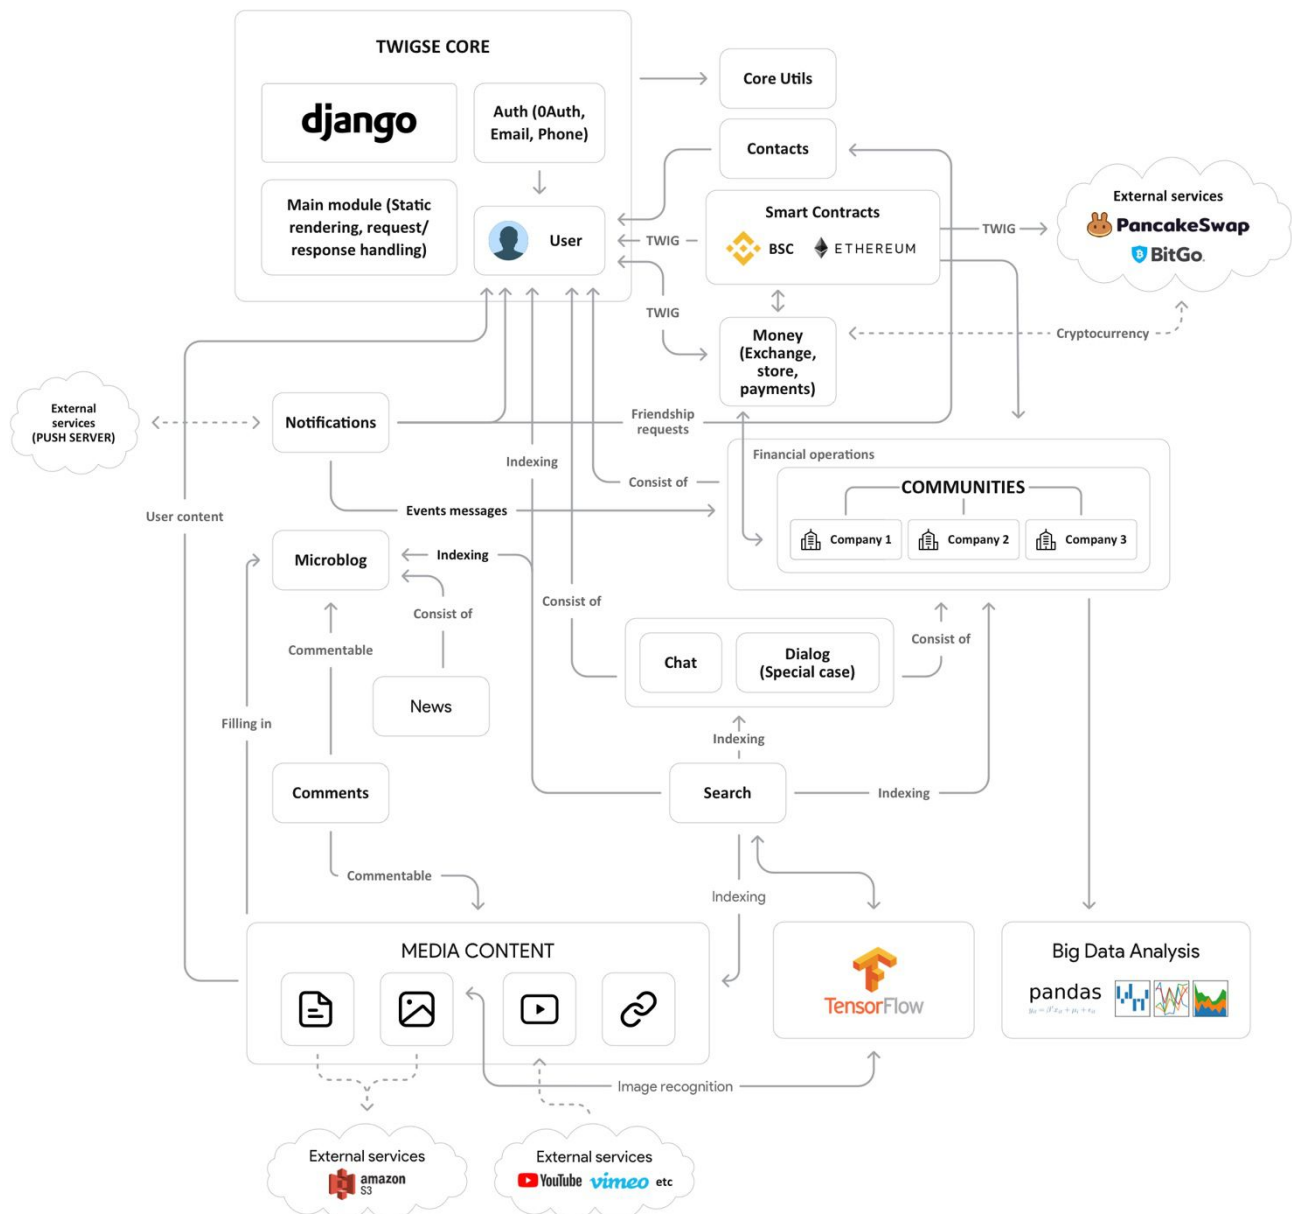 TWIGSE CORE
django
Auth (0Auth,
Email, Phone)
Main module (Static
rendering, request/
response handling)
User
Core Utils
Contacts
Smart Contracts
BSC
ETHEREUM
TWIG
TWIG
TWIG
External services
PancakeSwap
BitGo.
Money
(Exchange,
store,
payments)
Cryptocurrency
External
services
(PUSH SERVER)
Notifications
Friendship
requests
Indexing
Consist of
Financial operations
COMMUNITIES
Company 1
Company 2
Company 3
User content
Events messages
Microblog
Indexing
Consist of
Consist of
Commentable
Chat
Dialog
(Special case)
Consist of
News
Filling in
Indexing
Comments
Search
Indexing
Commentable
Indexing
MEDIA CONTENT
TensorFlow
Big Data Analysis
pandas
Image recognition
External services
amazon
S3
External services
YouTube
vimeo
etc